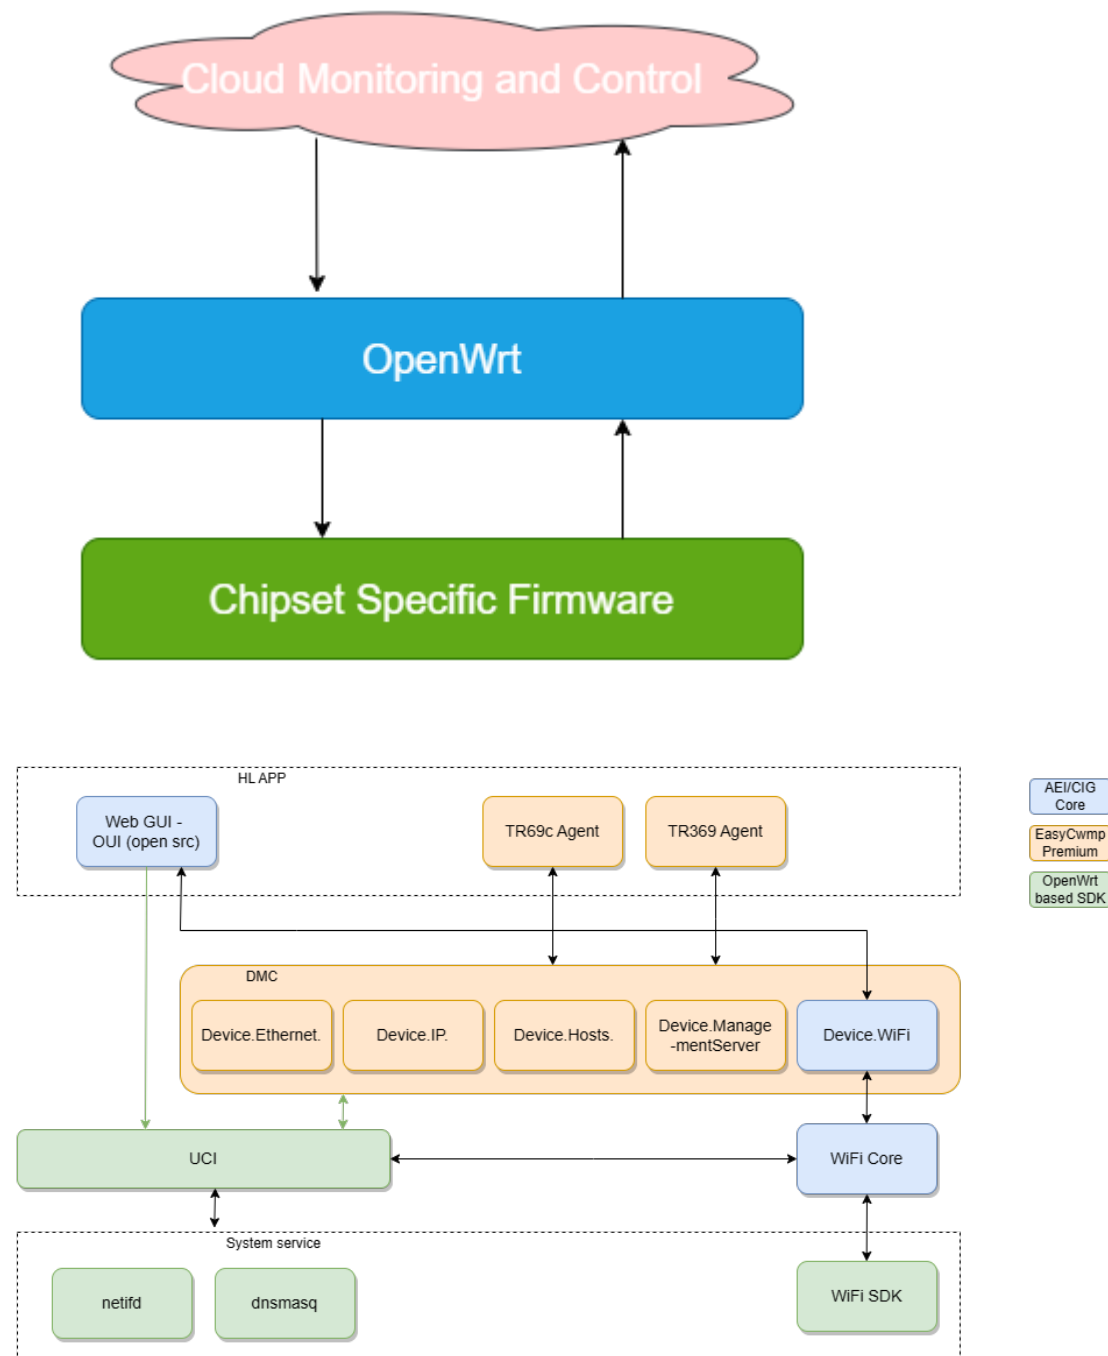 Cloud Monitoring and Control
OpenWrt
Chipset Specific Firmware
HL APP
Web GUI -
OUI (open src)
TR69c Agent
TR369 Agent
AEI/CIG
Core
EasyCwmp
Premium
OpenWrt
based SDK
DMC
Device.Ethernet.
Device.IP.
Device.Hosts.
Device.Manage
-mentServer
Device.WiFi
UCI
WiFi Core
System service
netifd
dnsmasq
WiFi SDK